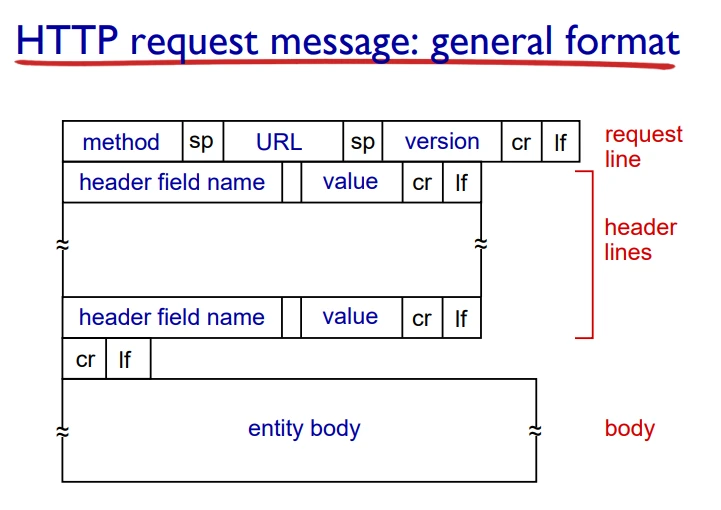 HTTP request message: general format
method sp URL sp version cr lf
request
line
header field name value cr lf
header
lines
≈ ≈
header field name value cr lf
cr lf
≈ entity body ≈
body